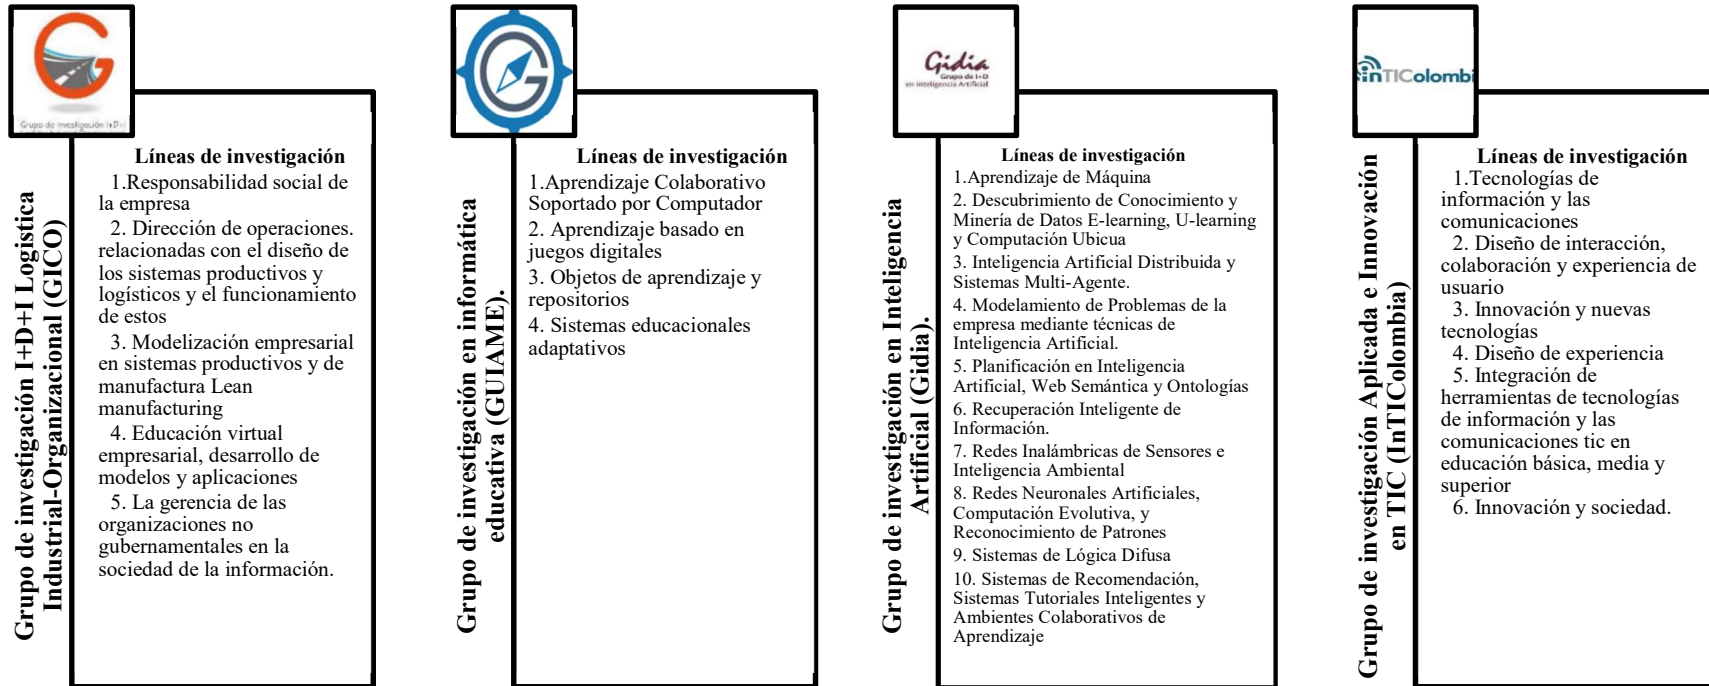 Grupo de Investigación I+D+I
Grupo de investigación I+D+I Logística
Industrial-Organizacional (GICO)
Líneas de investigación
1.Responsabilidad social de
la empresa
2. Dirección de operaciones.
relacionadas con el diseño de
los sistemas productivos y
logísticos y el funcionamiento
de estos
3. Modelización empresarial
en sistemas productivos y de
manufactura Lean
manufacturing
4. Educación virtual
empresarial, desarrollo de
modelos y aplicaciones
5. La gerencia de las
organizaciones no
gubernamentales en la
sociedad de la información.
Grupo de investigación en informática
educativa (GUIAME).
Líneas de investigación
1.Aprendizaje Colaborativo
Soportado por Computador
2. Aprendizaje basado en
juegos digitales
3. Objetos de aprendizaje y
repositorios
4. Sistemas educacionales
adaptativos
Gidia
Grupo de I+D
en Inteligencia Artificial
Grupo de investigación en Inteligencia
Artificial (Gidia).
Líneas de investigación
1.Aprendizaje de Máquina
2. Descubrimiento de Conocimiento y
Minería de Datos E-learning, U-learning
y Computación Ubicua
3. Inteligencia Artificial Distribuida y
Sistemas Multi-Agente.
4. Modelamiento de Problemas de la
empresa mediante técnicas de
Inteligencia Artificial.
5. Planificación en Inteligencia
Artificial, Web Semántica y Ontologías
6. Recuperación Inteligente de
Información.
7. Redes Inalámbricas de Sensores e
Inteligencia Ambiental
8. Redes Neuronales Artificiales,
Computación Evolutiva, y
Reconocimiento de Patrones
9. Sistemas de Lógica Difusa
10. Sistemas de Recomendación,
Sistemas Tutoriales Inteligentes y
Ambientes Colaborativos de
Aprendizaje
inTIColombi
Grupo de investigación Aplicada e Innovación
en TIC (InTIColombia)
Líneas de investigación
1.Tecnologías de
información y las
comunicaciones
2. Diseño de interacción,
colaboración y experiencia de
usuario
3. Innovación y nuevas
tecnologías
4. Diseño de experiencia
5. Integración de
herramientas de tecnologías
de información y las
comunicaciones tic en
educación básica, media y
superior
6. Innovación y sociedad.